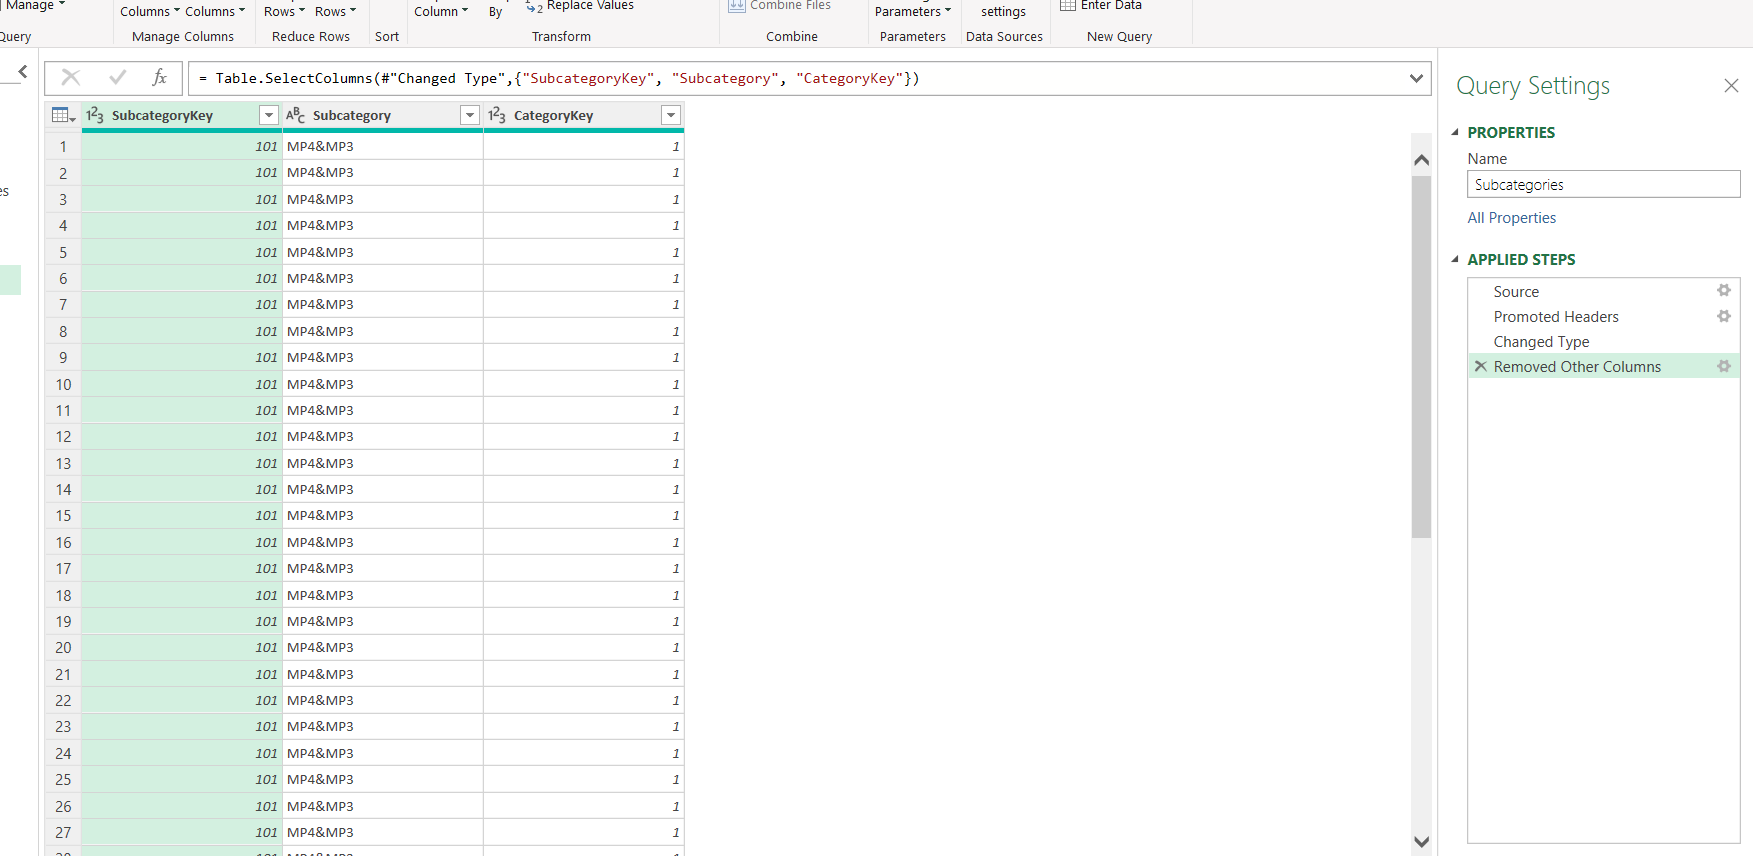 Manage
Columns Columns
Rows Rows
Column
By
Replace Values
Combine Files
Parameters
settings
Enter Data
Query
Manage Columns
Reduce Rows
Sort
Transform
Combine
Parameters
Data Sources
New Query
fx
= Table.SelectColumns(#"Changed Type",{"SubcategoryKey", "Subcategory", "CategoryKey"})
123 SubcategoryKey ABC Subcategory 123 CategoryKey
1 101 MP4&MP3 1
2 101 MP4&MP3 1
3 101 MP4&MP3 1
4 101 MP4&MP3 1
5 101 MP4&MP3 1
6 101 MP4&MP3 1
7 101 MP4&MP3 1
8 101 MP4&MP3 1
9 101 MP4&MP3 1
10 101 MP4&MP3 1
11 101 MP4&MP3 1
12 101 MP4&MP3 1
13 101 MP4&MP3 1
14 101 MP4&MP3 1
15 101 MP4&MP3 1
16 101 MP4&MP3 1
17 101 MP4&MP3 1
18 101 MP4&MP3 1
19 101 MP4&MP3 1
20 101 MP4&MP3 1
21 101 MP4&MP3 1
22 101 MP4&MP3 1
23 101 MP4&MP3 1
24 101 MP4&MP3 1
25 101 MP4&MP3 1
26 101 MP4&MP3 1
27 101 MP4&MP3 1
es
Query Settings
PROPERTIES
Name
Subcategories
All Properties
APPLIED STEPS
Source
Promoted Headers
Changed Type
Removed Other Columns